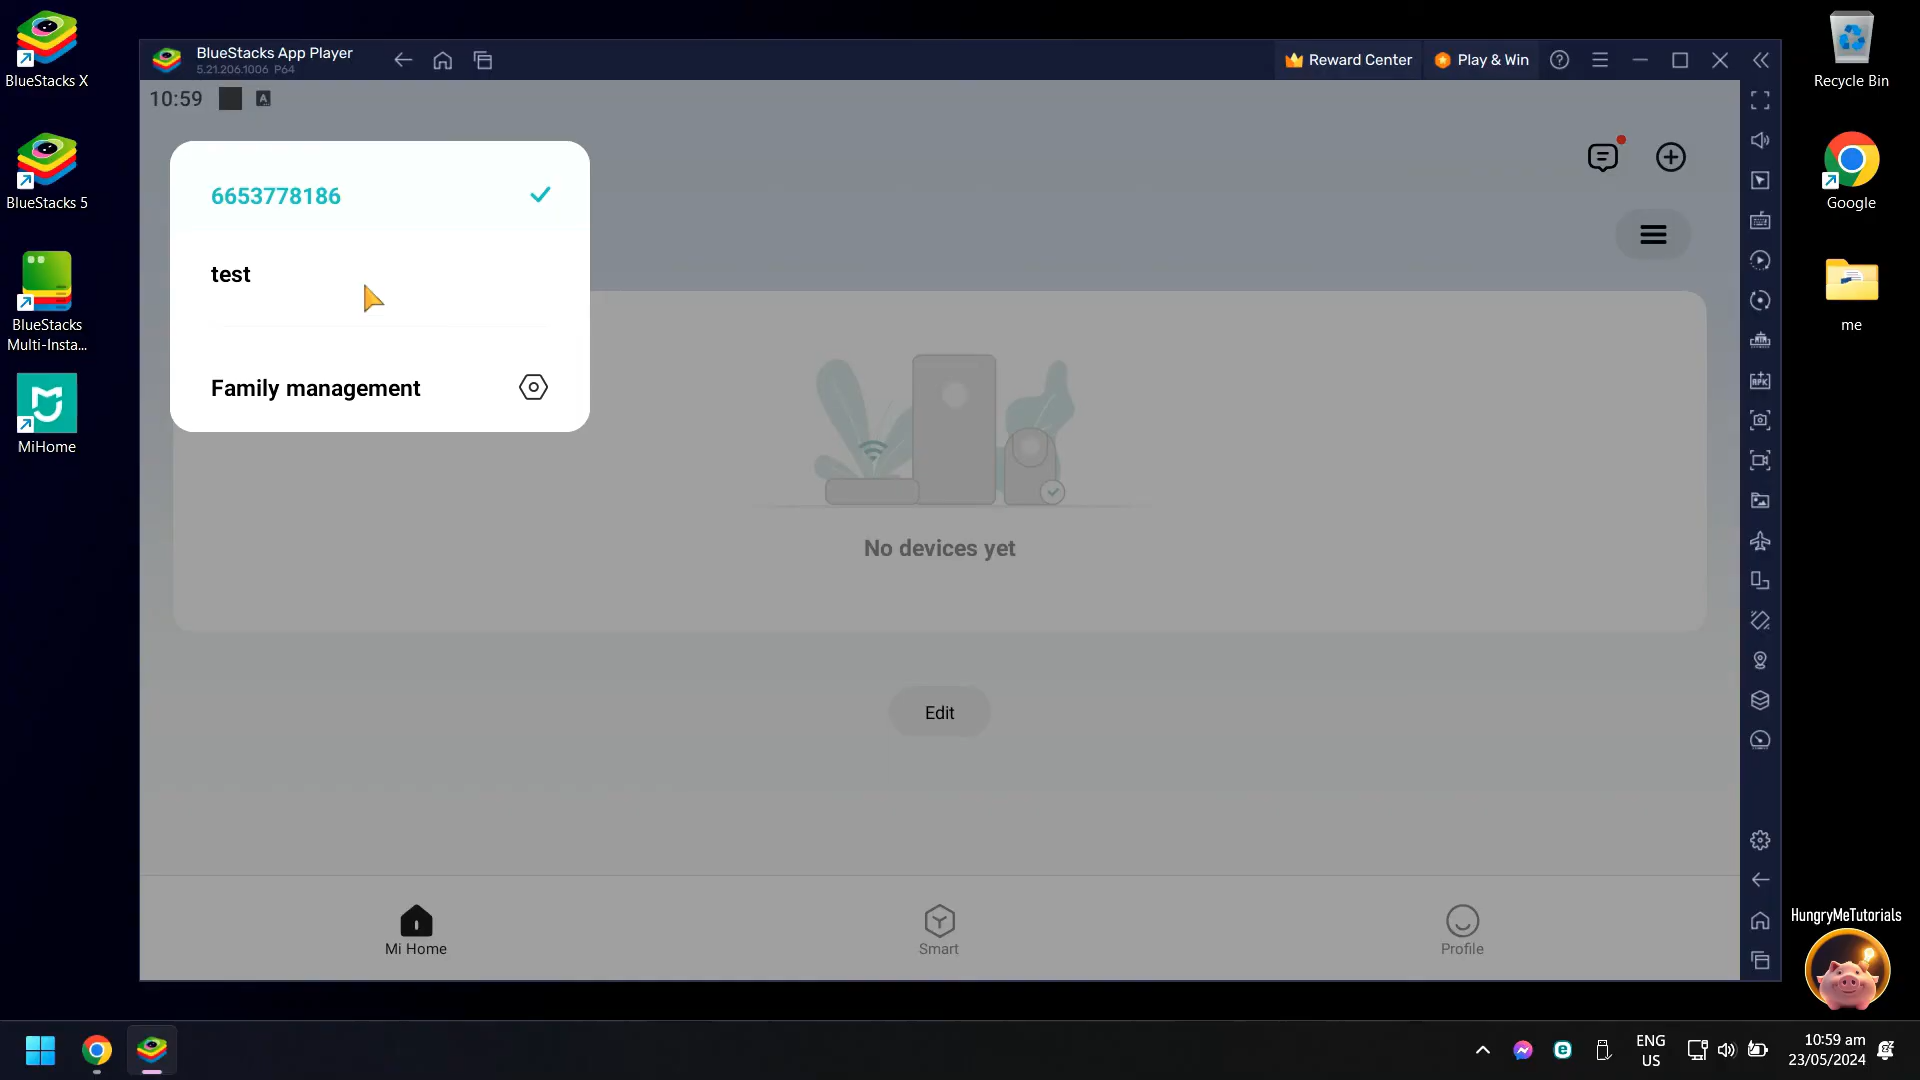 BlueStacks X
BlueStacks 5
BlueStacks
Multi-Insta...
MiHome
BlueStacks App Player
5.21.206.1006 P64
Reward Center
Play & Win
10:59
A
6653778186
test
Family management
No devices yet
Edit
Mi Home
Smart
Profile
Recycle Bin
Google
me
HungryMeTutorials
ENG
US
10:59 am
23/05/2024